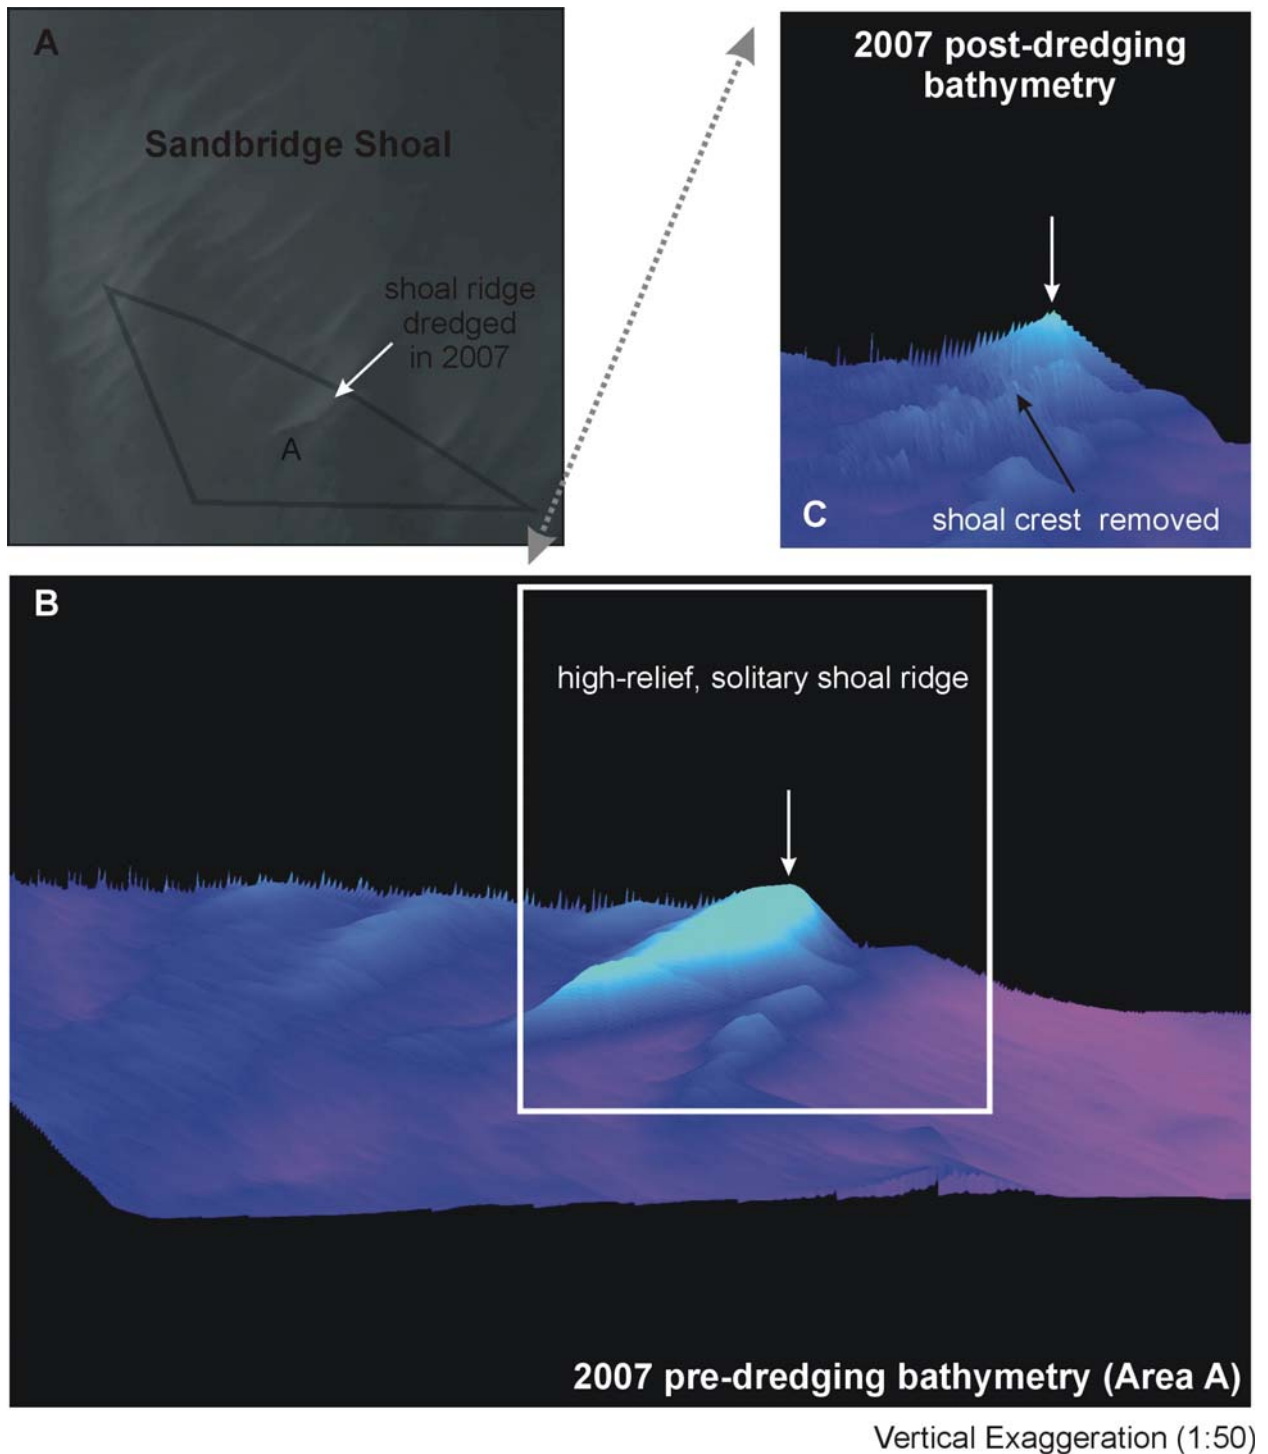 A
Sandbridge Shoal
shoal ridge
dredged
in 2007
A
2007 post-dredging
bathymetry
C
shoal crest removed
B
high-relief, solitary shoal ridge
2007 pre-dredging bathymetry (Area A)
Vertical Exaggeration (1:50)